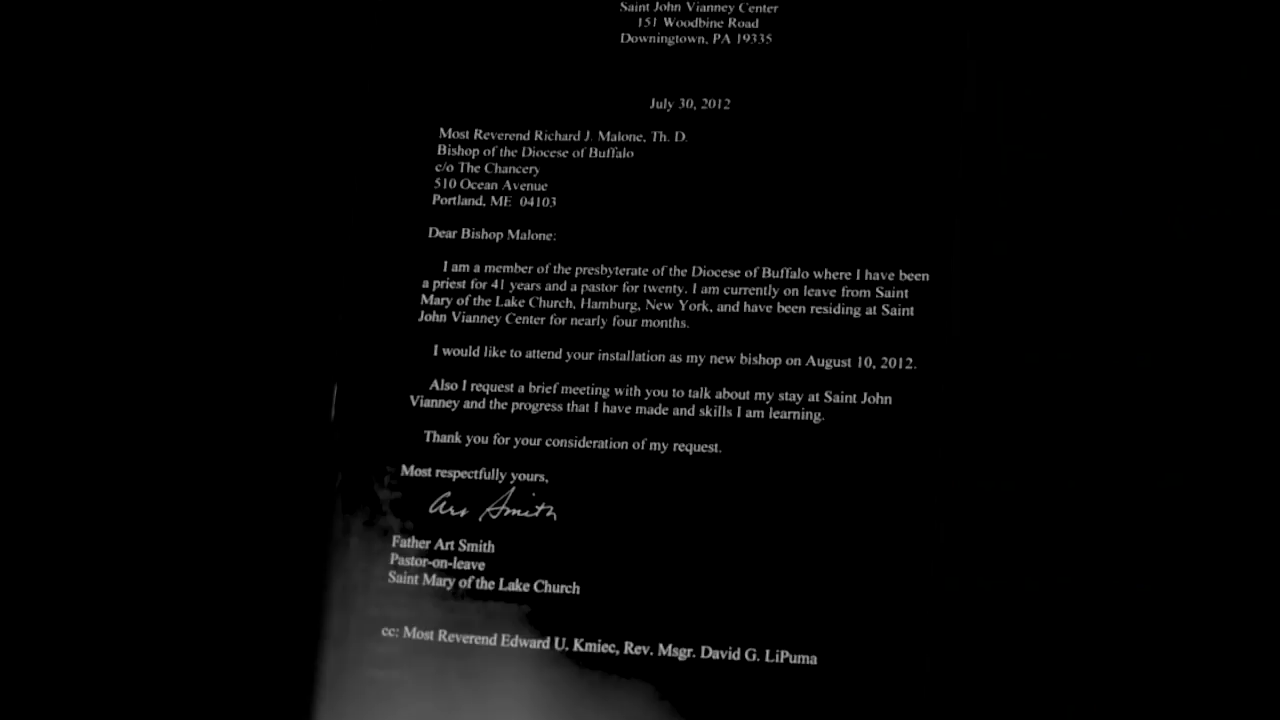 Saint John Vianney Center
151 Woodbine Road
Downingtown, PA 19335
July 30, 2012
Most Reverend Richard J. Malone, Th. D.
Bishop of the Diocese of Buffalo
c/o The Chancery
510 Ocean Avenue
Portland, ME 04103
Dear Bishop Malone:
I am a member of the presbyterate of the Diocese of Buffalo where I have been
a priest for 41 years and a pastor for twenty. I am currently on leave from Saint
Mary of the Lake Church, Hamburg, New York, and have been residing at Saint
John Vianney Center for nearly four months.
I would like to attend your installation as my new bishop on August 10, 2012.
Also I request a brief meeting with you to talk about my stay at Saint John
Vianney and the progress that I have made and skills I am learning.
Thank you for your consideration of my request.
Most respectfully yours,
Art Smith
Father Art Smith
Pastor-on-leave
Saint Mary of the Lake Church
cc: Most Reverend Edward U. Kmiec, Rev. Msgr. David G. LiPuma